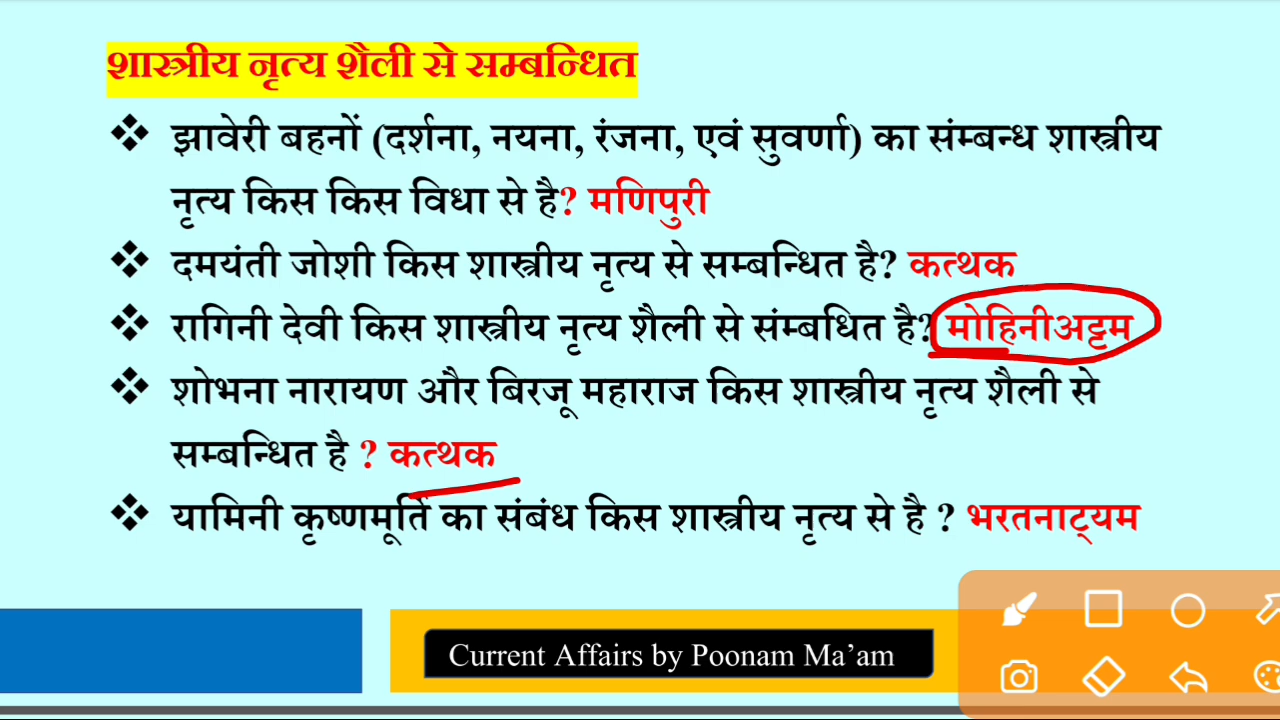 शास्त्रीय नृत्य शैली से सम्बन्धित
❖ झावेरी बहनों (दर्शना, नयना, रंजना, एवं सुवर्णा) का संम्बन्ध शास्त्रीय
नृत्य किस किस विधा से है? मणिपुरी
❖ दमयंती जोशी किस शास्त्रीय नृत्य से सम्बन्धित है? कत्थक
❖ रागिनी देवी किस शास्त्रीय नृत्य शैली से संम्बधित है? मोहिनीअट्टम
❖ शोभना नारायण और बिरजू महाराज किस शास्त्रीय नृत्य शैली से
सम्बन्धित है ? कत्थक
❖ यामिनी कृष्णमूर्ति का संबंध किस शास्त्रीय नृत्य से है ? भरतनाट्यम
Current Affairs by Poonam Ma’am